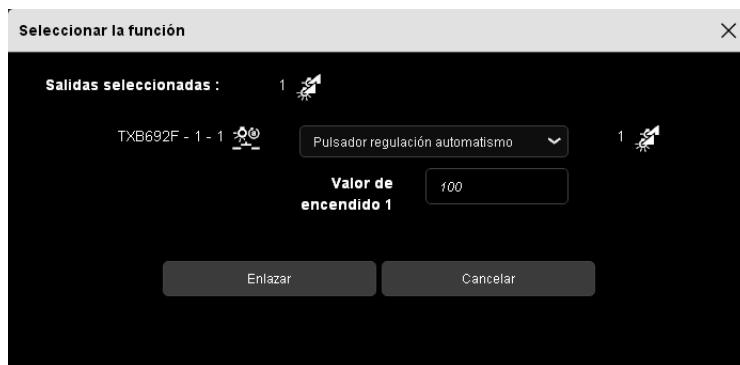 Seleccionar la función
Salidas seleccionadas : 1
TXB692F - 1 - 1 Pulsador regulación automatismo 1
Valor de 100
encendido 1
Enlazar Cancelar